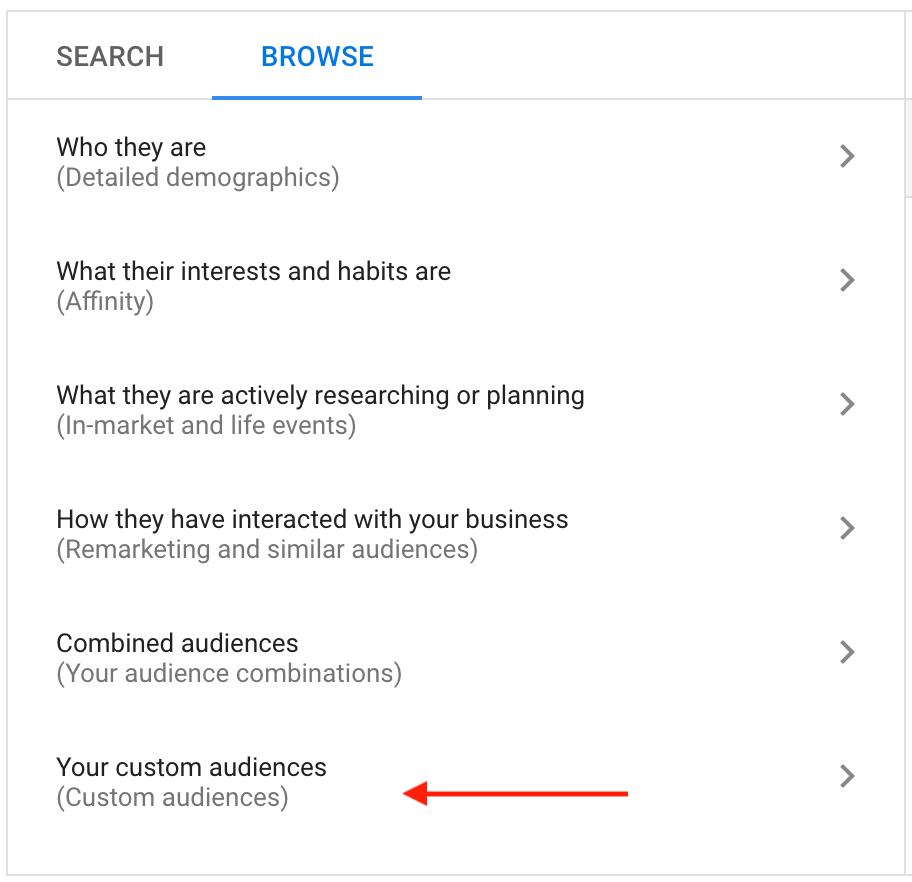 SEARCH BROWSE
Who they are
(Detailed demographics)
What their interests and habits are
(Affinity)
What they are actively researching or planning
(In-market and life events)
How they have interacted with your business
(Remarketing and similar audiences)
Combined audiences
(Your audience combinations)
Your custom audiences
(Custom audiences)